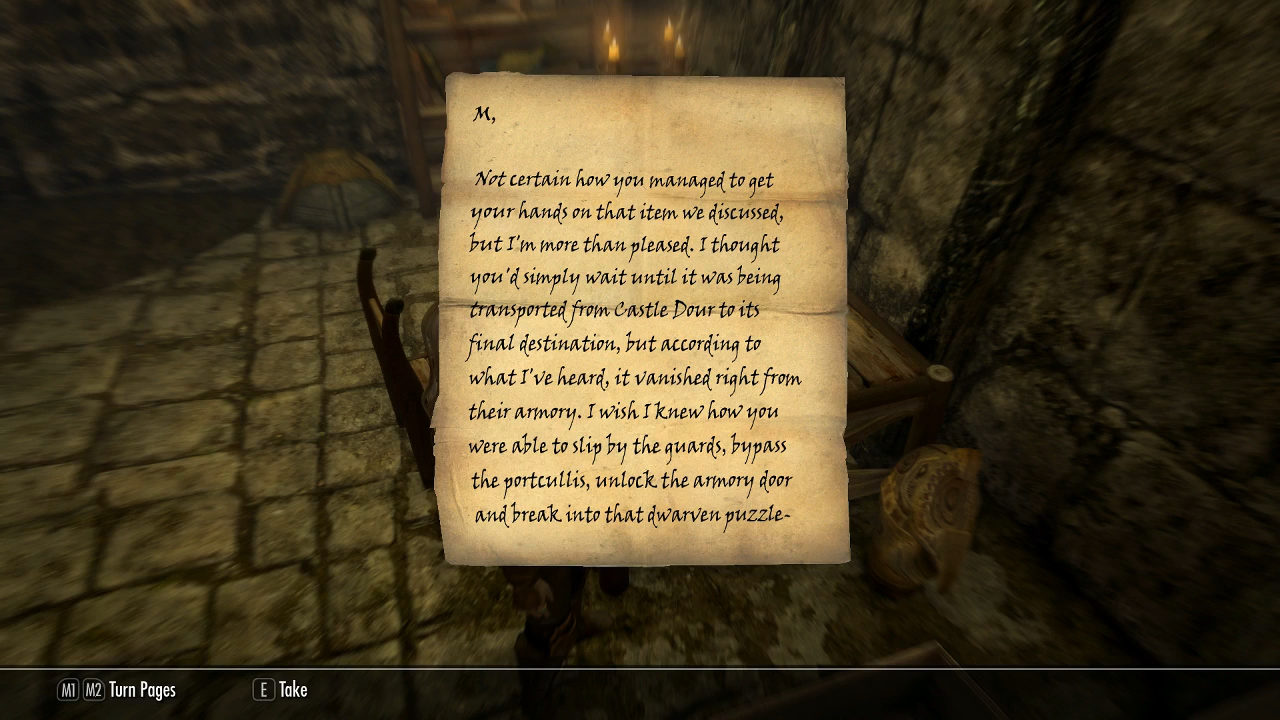 M,
Not certain how you managed to get
your hands on that item we discussed,
but I'm more than pleased. I thought
you'd simply wait until it was being
transported from Castle Dour to its
final destination, but according to
what I've heard, it vanished right from
their armory. I wish I knew how you
were able to slip by the guards, bypass
the portcullis, unlock the armory door
and break into that dwarven puzzle-
M1 M2 Turn Pages E Take